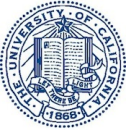 THE · UNIVERSITY · OF · CALIFORNIA ·
LET THERE BE LIGHT
· 1868 ·